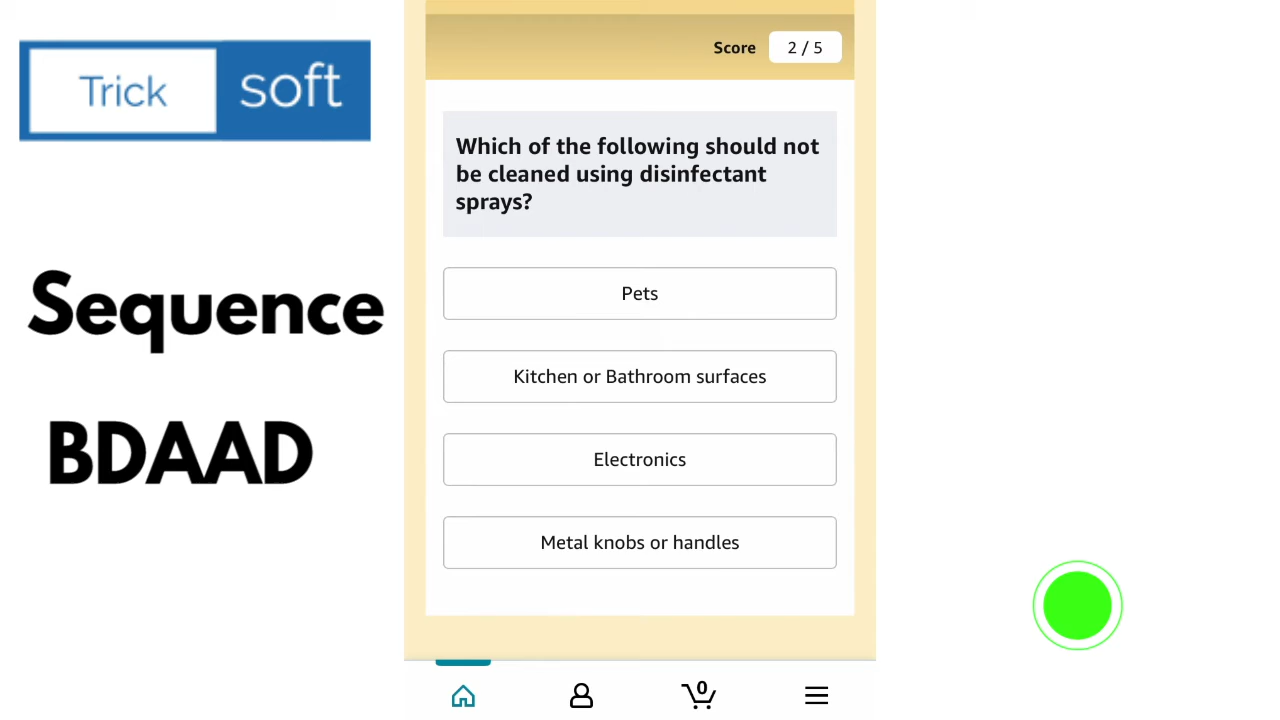 Trick soft
Score 2 / 5
Which of the following should not
be cleaned using disinfectant
sprays?
Pets
Kitchen or Bathroom surfaces
Electronics
Metal knobs or handles
Sequence
BDAAD
0